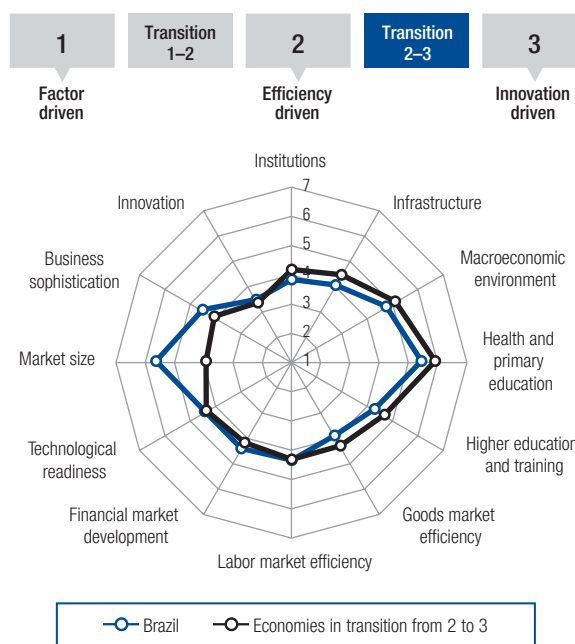 1
Transition
1–2
2
Transition
2–3
3
Factor
driven
Efficiency
driven
Innovation
driven
Institutions
7
Innovation
Infrastructure
6
5
Business
sophistication
Macroeconomic
environment
4
3
2
Market size
1
Health and
primary
education
Technological
readiness
Higher education
and training
Financial market
development
Goods market
efficiency
Labor market efficiency
Brazil
Economies in transition from 2 to 3